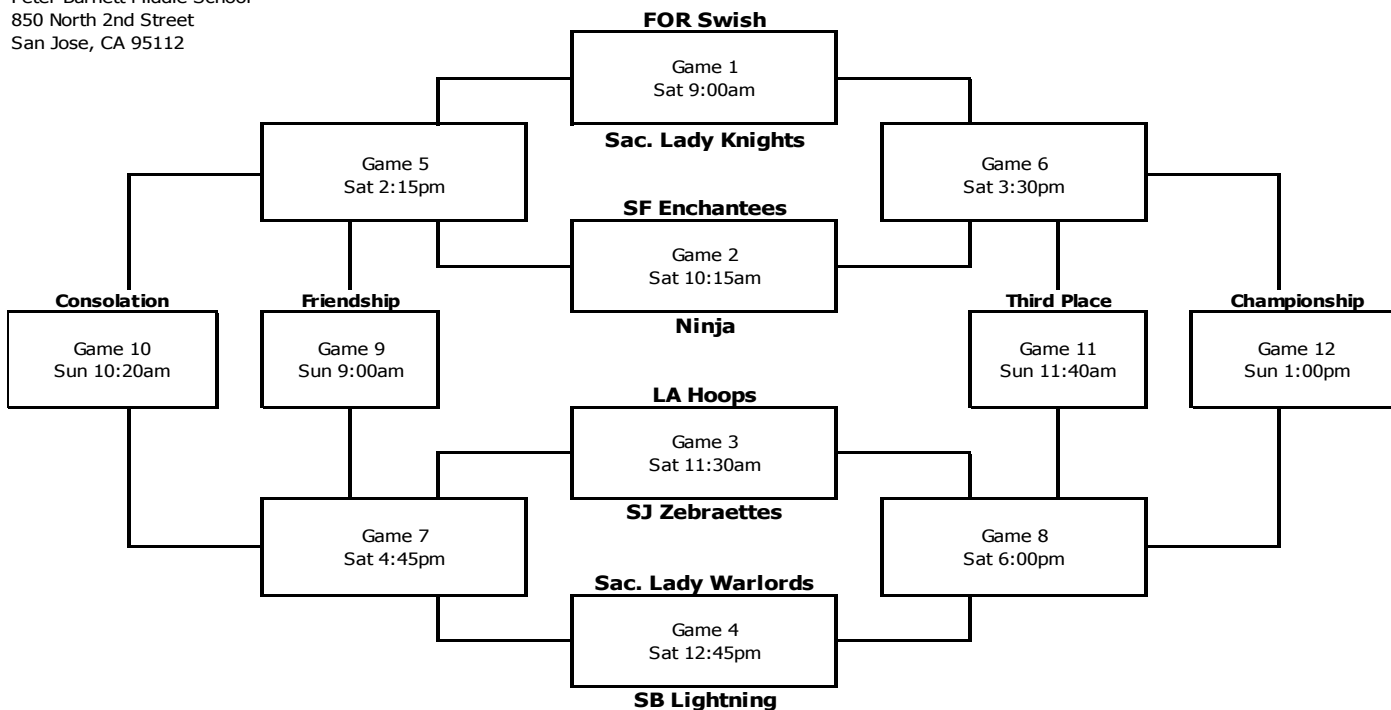 Peter Burnett Middle School
850 North 2nd Street
San Jose, CA 95112
FOR Swish
Game 1
Sat 9:00am
Sac. Lady Knights
Game 5
Sat 2:15pm
Game 6
Sat 3:30pm
SF Enchantees
Game 2
Sat 10:15am
Ninja
Consolation
Game 10
Sun 10:20am
Friendship
Game 9
Sun 9:00am
Third Place
Game 11
Sun 11:40am
Championship
Game 12
Sun 1:00pm
LA Hoops
Game 3
Sat 11:30am
SJ Zebraettes
Game 7
Sat 4:45pm
Game 8
Sat 6:00pm
Sac. Lady Warlords
Game 4
Sat 12:45pm
SB Lightning